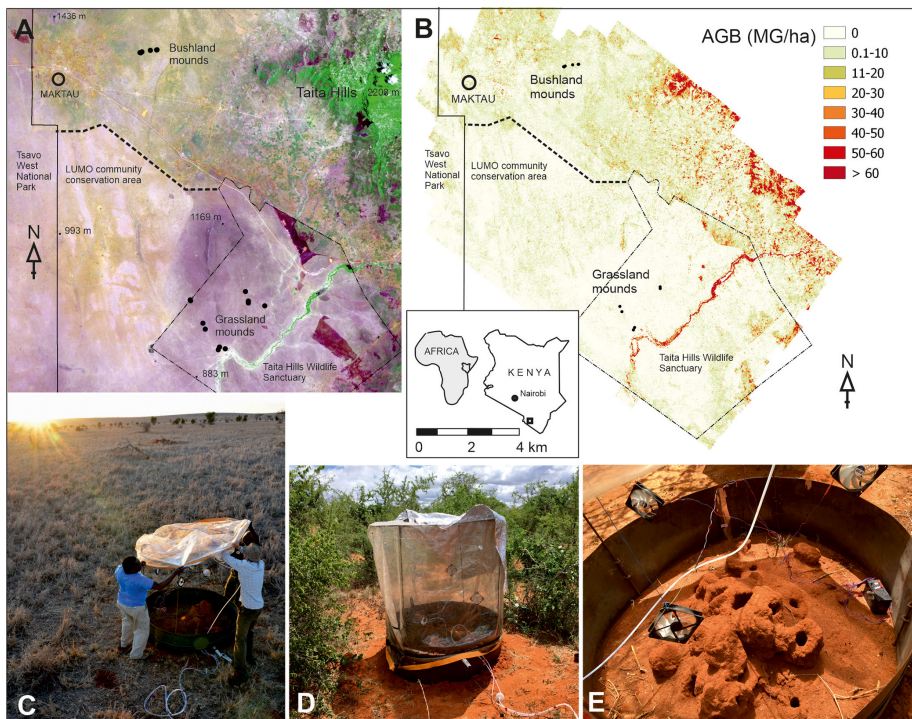 A
1436 m
Bushland
mounds
MAKTAU
Taita Hills
2208 m
Tsavo
West
National
Park
LUMO community
conservation area
1169 m
N
993 m
Grassland
mounds
Taita Hills Wildlife
Sanctuary
883 m
B
AGB (MG/ha)
0
0.1-10
11-20
20-30
30-40
40-50
50-60
> 60
Bushland
mounds
MAKTAU
Tsavo
West
National
Park
LUMO community
conservation area
Grassland
mounds
Taita Hills Wildlife
Sanctuary
N
AFRICA
KENYA
Nairobi
0 2 4 km
C
D
E